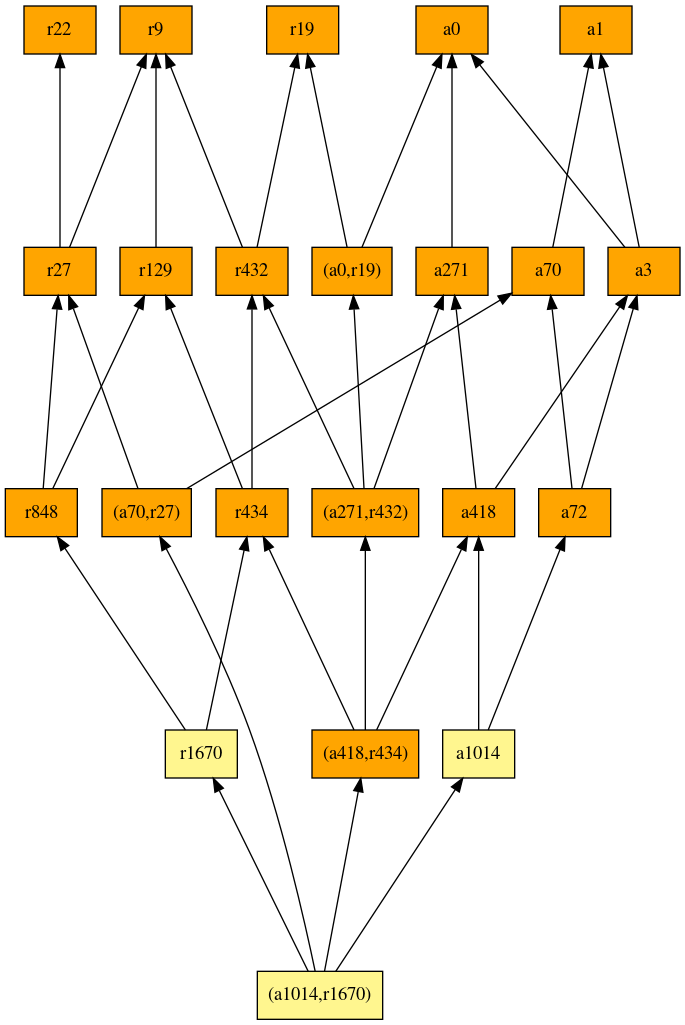 r22
r9
r19
a0
a1
r27
r129
r432
(a0,r19)
a271
a70
a3
r848
(a70,r27)
r434
(a271,r432)
a418
a72
r1670
(a418,r434)
a1014
(a1014,r1670)